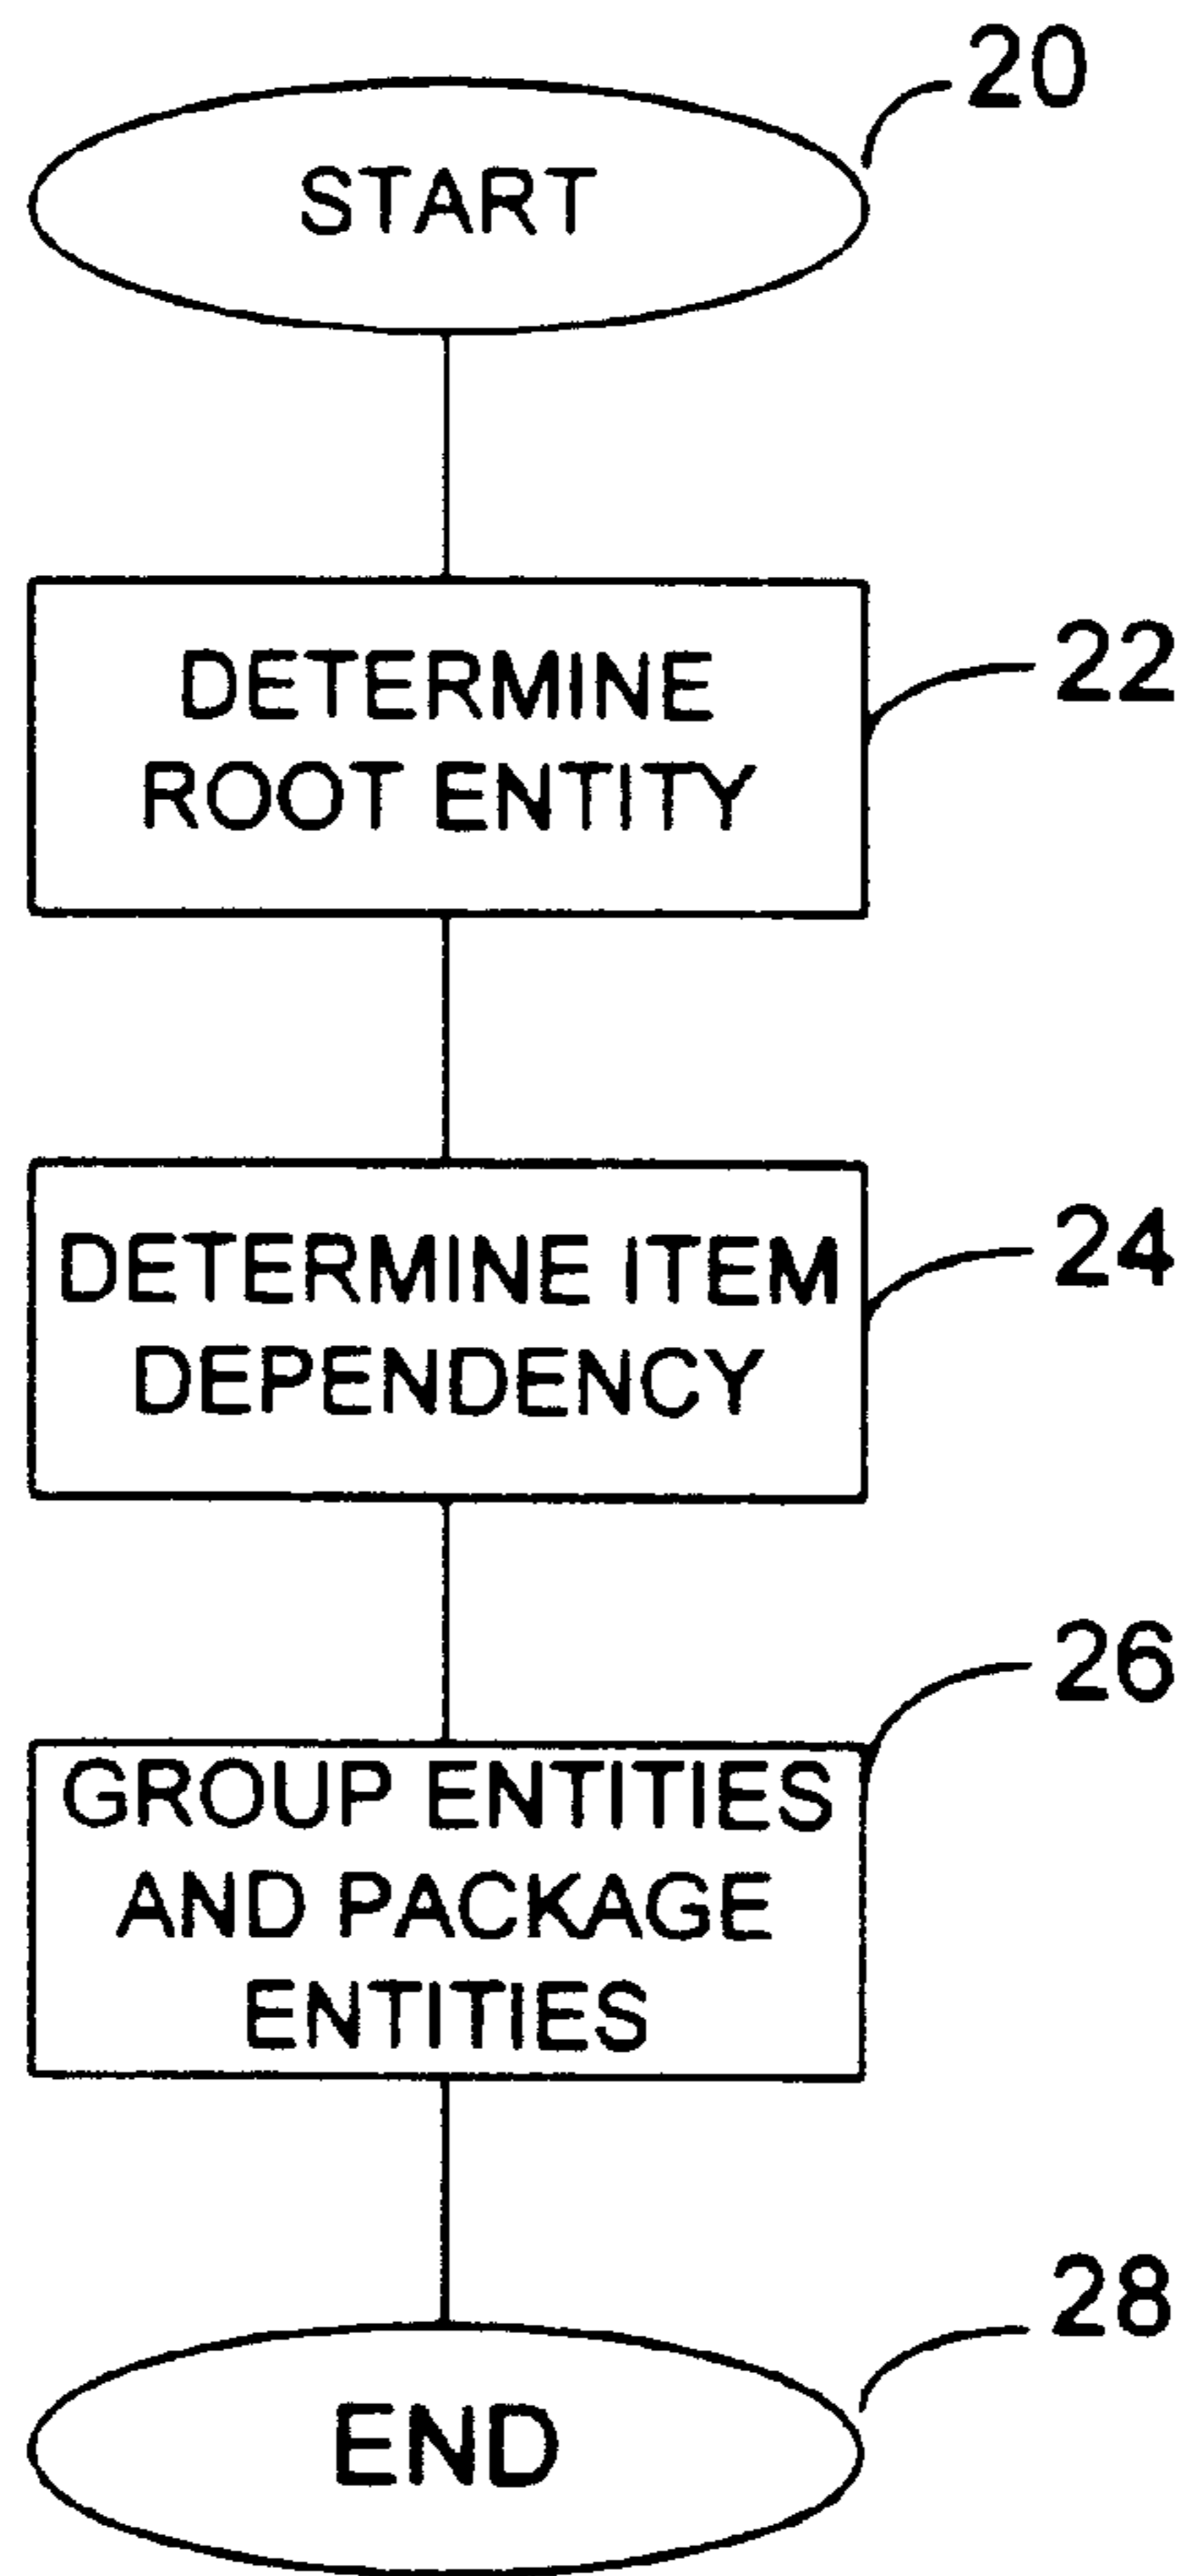 20
START
22
DETERMINE
ROOT ENTITY
24
DETERMINE ITEM
DEPENDENCY
26
GROUP ENTITIES
AND PACKAGE
ENTITIES
28
END